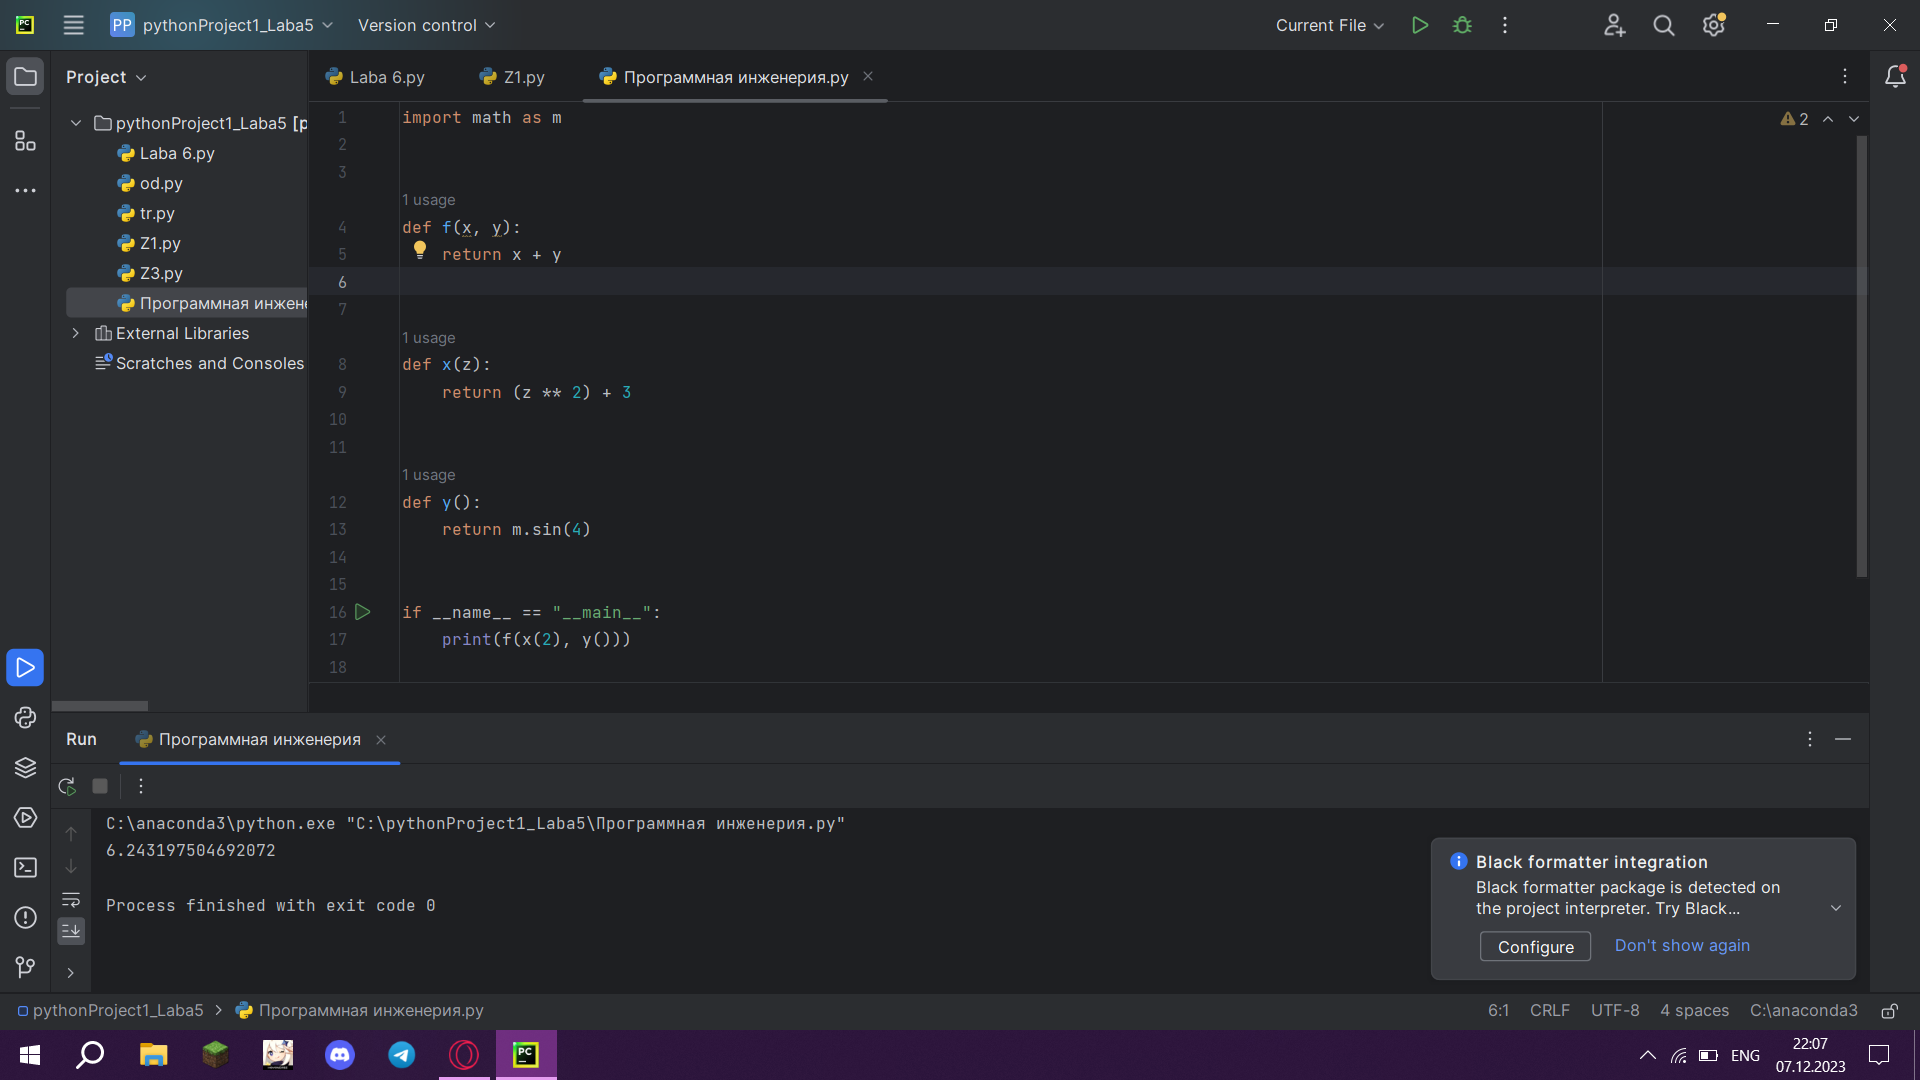 PC
PP pythonProject1_Laba5 Version control Current File
Project
Laba 6.py Z1.py Программная инженерия.py
pythonProject1_Laba5 [p
Laba 6.py
od.py
tr.py
Z1.py
Z3.py
Программная инжене
External Libraries
Scratches and Consoles
2
1 import math as m
2
3
1 usage
4 def f(x, y):
5 return x + y
6
7
1 usage
8 def x(z):
9 return (z ** 2) + 3
10
11
1 usage
12 def y():
13 return m.sin(4)
14
15
16 if __name__ == "__main__":
17 print(f(x(2), y()))
18
Run Программная инженерия
C:\anaconda3\python.exe "C:\pythonProject1_Laba5\Программная инженерия.py"
6.243197504692072
Process finished with exit code 0
Black formatter integration
Black formatter package is detected on
the project interpreter. Try Black...
Configure Don't show again
pythonProject1_Laba5 Программная инженерия.py 6:1 CRLF UTF-8 4 spaces C:\anaconda3
PC ENG
22:07
07.12.2023